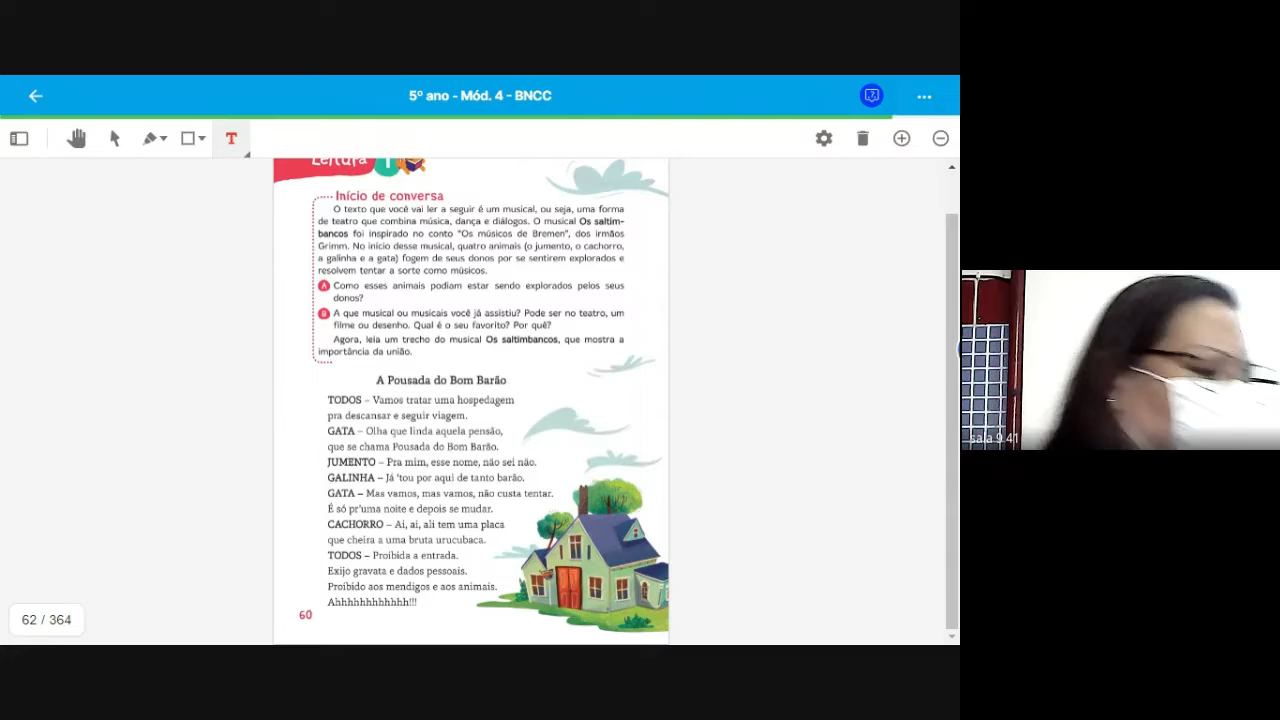 5º ano - Mód. 4 - BNCC
T
Leitura 1
Início de conversa
O texto que você vai ler a seguir é um musical, ou seja, uma forma
de teatro que combina música, dança e diálogos. O musical Os saltim-
bancos foi inspirado no conto "Os músicos de Bremen", dos irmãos
Grimm. No início desse musical, quatro animais (o jumento, o cachorro,
a galinha e a gata) fogem de seus donos por se sentirem explorados e
resolvem tentar a sorte como músicos.
A Como esses animais podiam estar sendo explorados pelos seus
donos?
B A que musical ou musicais você já assistiu? Pode ser no teatro, um
filme ou desenho. Qual é o seu favorito? Por quê?
Agora, leia um trecho do musical Os saltimbancos, que mostra a
importância da união.
A Pousada do Bom Barão
TODOS – Vamos tratar uma hospedagem
pra descansar e seguir viagem.
GATA – Olha que linda aquela pensão,
que se chama Pousada do Bom Barão.
JUMENTO – Pra mim, esse nome, não sei não.
GALINHA – Já 'tou por aqui de tanto barão.
GATA – Mas vamos, mas vamos, não custa tentar.
É só pr'uma noite e depois se mudar.
CACHORRO – Ai, ai, ali tem uma placa
que cheira a uma bruta urucubaca.
TODOS – Proibida a entrada.
Exijo gravata e dados pessoais.
Proibido aos mendigos e aos animais.
Ahhhhhhhhhhhh!!!
60
62 / 364
sala 9.41